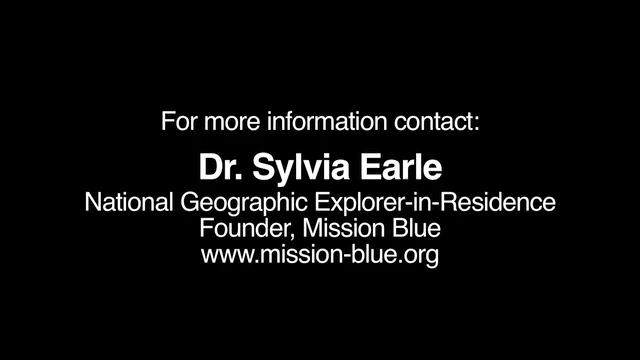 For more information contact:
Dr. Sylvia Earle
National Geographic Explorer-in-Residence
Founder, Mission Blue
www.mission-blue.org